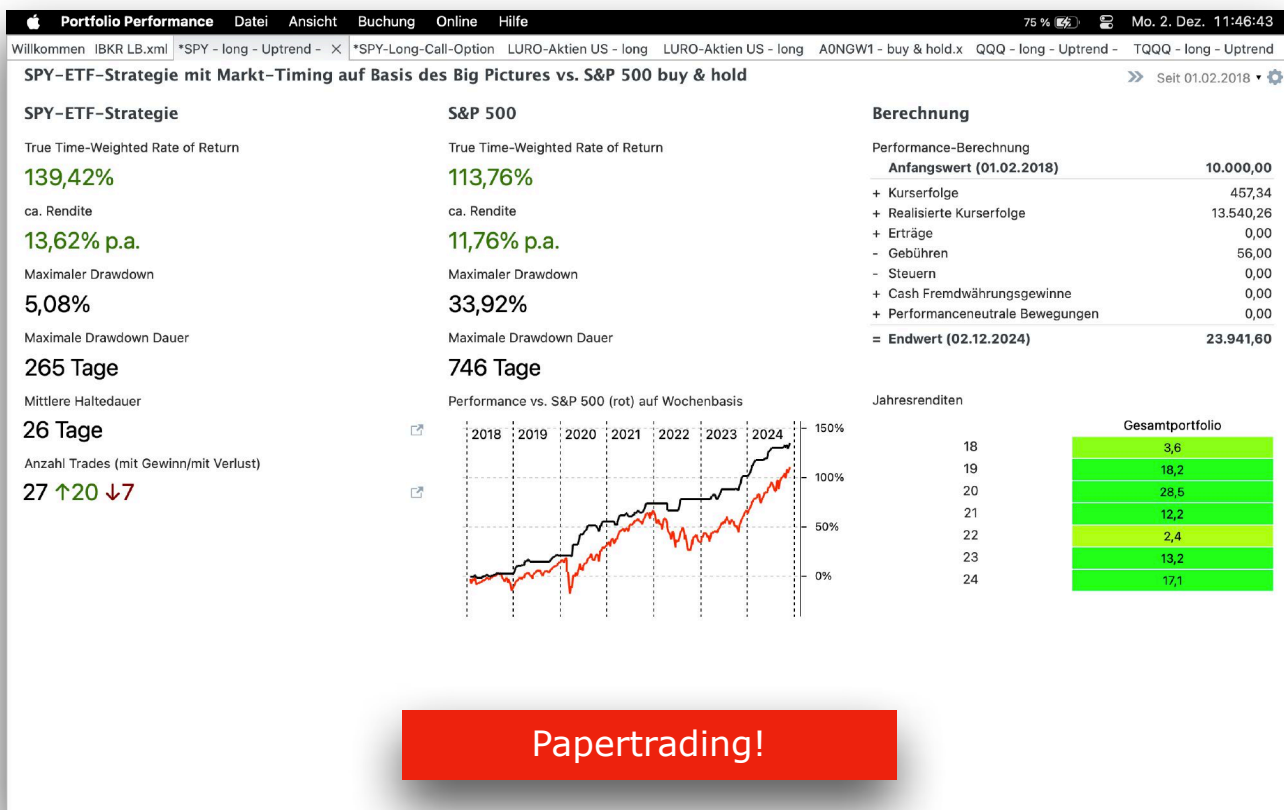 Portfolio Performance Datei Ansicht Buchung Online Hilfe 75 % Mo. 2. Dez. 11:46:43
Willkommen IBKR LB.xml *SPY - long - Uptrend - × *SPY-Long-Call-Option LURO-Aktien US - long LURO-Aktien US - long A0NGW1 - buy & hold.x QQQ - long - Uptrend - TQQQ - long - Uptrend
SPY-ETF-Strategie mit Markt-Timing auf Basis des Big Pictures vs. S&P 500 buy & hold
Seit 01.02.2018
SPY-ETF-Strategie
True Time-Weighted Rate of Return
139,42%
ca. Rendite
13,62% p.a.
Maximaler Drawdown
5,08%
Maximale Drawdown Dauer
265 Tage
Mittlere Haltedauer
26 Tage
Anzahl Trades (mit Gewinn/mit Verlust)
27 ↑20 ↓7
S&P 500
True Time-Weighted Rate of Return
113,76%
ca. Rendite
11,76% p.a.
Maximaler Drawdown
33,92%
Maximale Drawdown Dauer
746 Tage
Performance vs. S&P 500 (rot) auf Wochenbasis
2018 2019 2020 2021 2022 2023 2024
150%
100%
50%
0%
Berechnung
Performance-Berechnung
Anfangswert (01.02.2018) 10.000,00
+ Kurserfolge 457,34
+ Realisierte Kurserfolge 13.540,26
+ Erträge 0,00
- Gebühren 56,00
- Steuern 0,00
+ Cash Fremdwährungsgewinne 0,00
+ Performanceneutrale Bewegungen 0,00
= Endwert (02.12.2024) 23.941,60
Jahresrenditen
Gesamtportfolio
18 3,6
19 18,2
20 28,5
21 12,2
22 2,4
23 13,2
24 17,1
Papertrading!